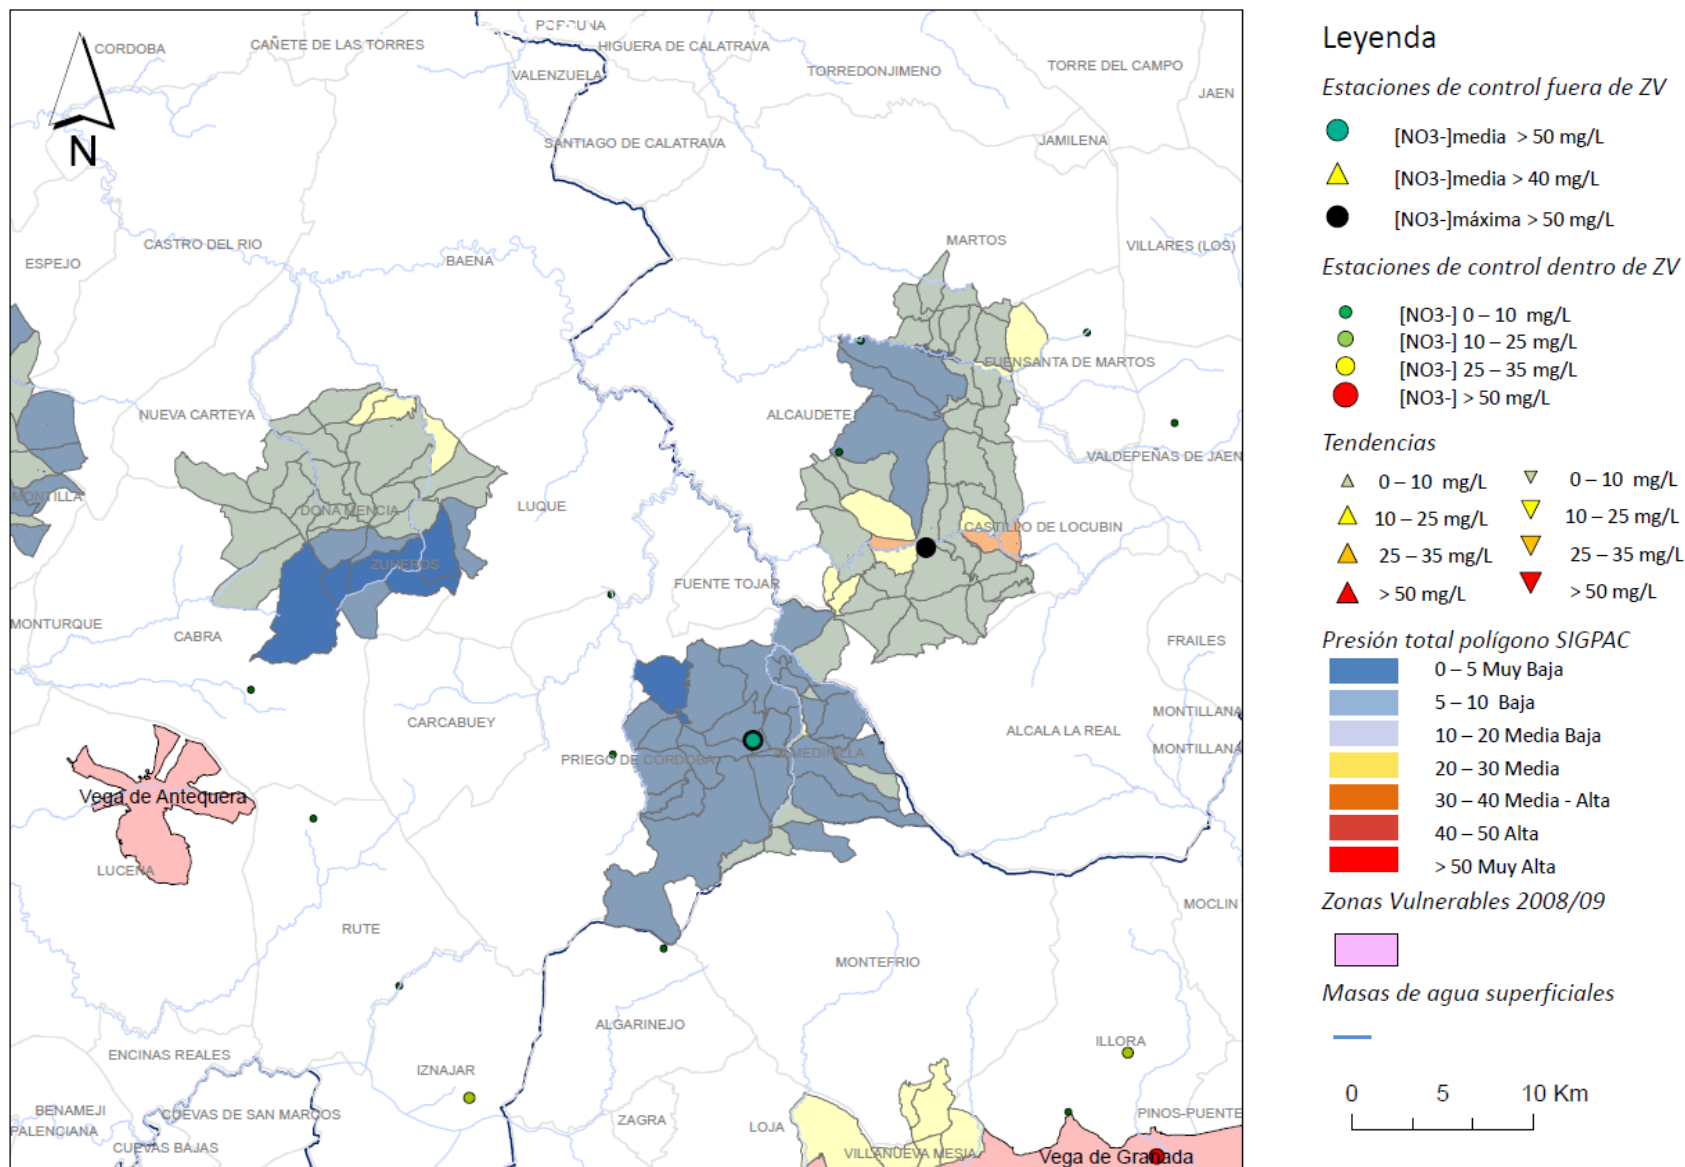 PORCUNA
CORDOBA
CAÑETE DE LAS TORRES
HIGUERA DE CALATRAVA
VALENZUELA
TORREDONJIMENO
TORRE DEL CAMPO
JAEN
N
SANTIAGO DE CALATRAVA
JAMILENA
CASTRO DEL RIO
MARTOS
VILLARES (LOS)
ESPEJO
BAENA
FUENSANTA DE MARTOS
NUEVA CARTEYA
ALCAUDETE
VALDEPEÑAS DE JAEN
MONTILLA
DOÑA MENCIA
LUQUE
CASTILLO DE LOCUBIN
ZUHEROS
FUENTE TOJAR
MONTURQUE
CABRA
FRAILES
CARCABUEY
ALCALA LA REAL
MONTILLANA
MONTILLANA
PRIEGO DE CORDOBA
ALMEDINILLA
Vega de Antequera
LUCENA
MOCLIN
RUTE
MONTEFRIO
ALGARINEJO
ILLORA
ENCINAS REALES
IZNAJAR
BENAMEJI
CUEVAS DE SAN MARCOS
ZAGRA
LOJA
PINOS-PUENTE
PALENCIANA
CUEVAS BAJAS
VILLANUEVA MESIA
Vega de Granada
Leyenda
Estaciones de control fuera de ZV
[NO3-]media > 50 mg/L
[NO3-]media > 40 mg/L
[NO3-]máxima > 50 mg/L
Estaciones de control dentro de ZV
[NO3-] 0 – 10 mg/L
[NO3-] 10 – 25 mg/L
[NO3-] 25 – 35 mg/L
[NO3-] > 50 mg/L
Tendencias
0 – 10 mg/L 0 – 10 mg/L
10 – 25 mg/L 10 – 25 mg/L
25 – 35 mg/L 25 – 35 mg/L
> 50 mg/L > 50 mg/L
Presión total polígono SIGPAC
0 – 5 Muy Baja
5 – 10 Baja
10 – 20 Media Baja
20 – 30 Media
30 – 40 Media - Alta
40 – 50 Alta
> 50 Muy Alta
Zonas Vulnerables 2008/09
Masas de agua superficiales
0 5 10 Km